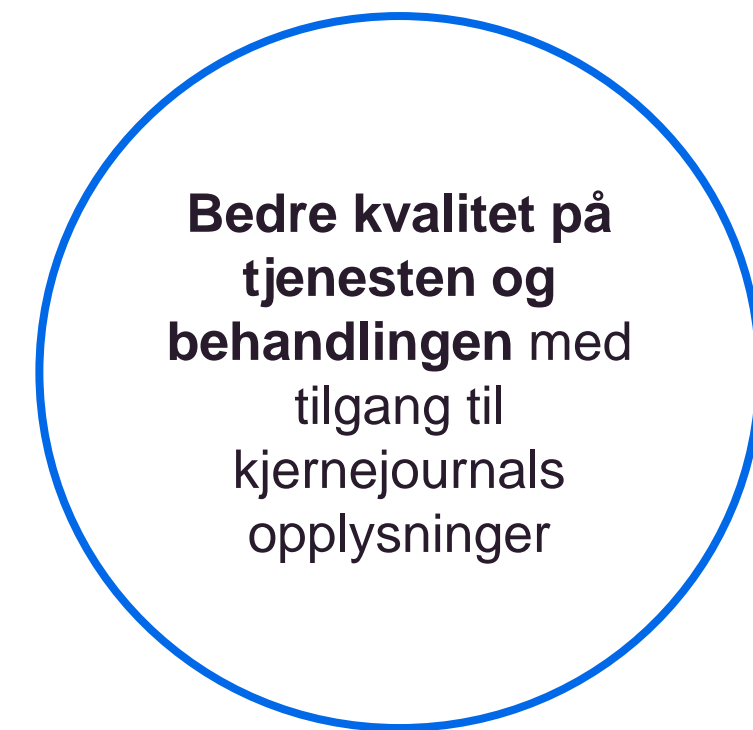 Bedre kvalitet på
tjenesten og
behandlingen med
tilgang til
kjernejournals
opplysninger